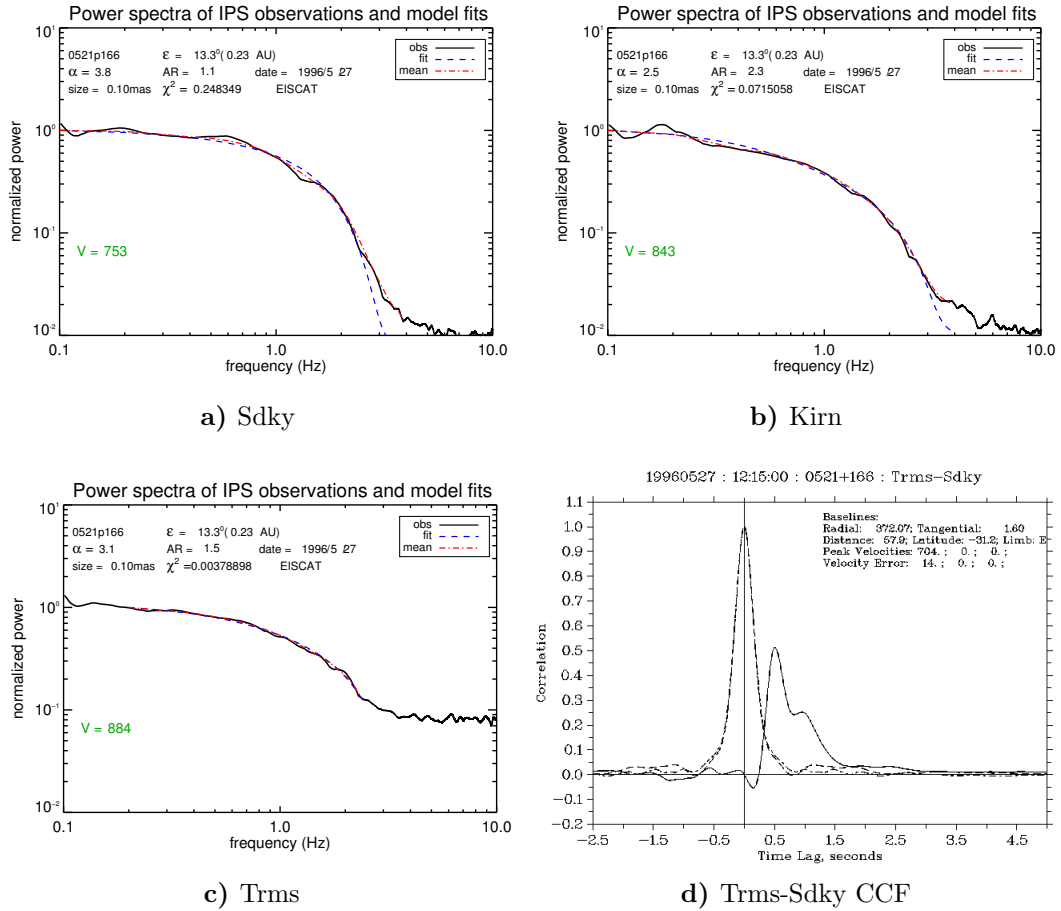 Power spectra of IPS observations and model fits
10¹
0521p166 ε = 13.3⁰( 0.23 AU)
α = 3.8 AR = 1.1 date = 1996/5/27
size = 0.10mas χ² = 0.248349 EISCAT
obs
fit
mean
10⁰
10⁻¹
10⁻²
normalized power
V = 753
0.1 1.0 10.0
frequency (Hz)
a) Sdky
Power spectra of IPS observations and model fits
10¹
0521p166 ε = 13.3⁰( 0.23 AU)
α = 2.5 AR = 2.3 date = 1996/5/27
size = 0.10mas χ² = 0.0715058 EISCAT
obs
fit
mean
10⁰
10⁻¹
10⁻²
normalized power
V = 843
0.1 1.0 10.0
frequency (Hz)
b) Kirn
Power spectra of IPS observations and model fits
10¹
0521p166 ε = 13.3⁰( 0.23 AU)
α = 3.1 AR = 1.5 date = 1996/5/27
size = 0.10mas χ² =0.00378898 EISCAT
obs
fit
mean
10⁰
10⁻¹
10⁻²
normalized power
V = 884
0.1 1.0 10.0
frequency (Hz)
c) Trms
19960527 : 12:15:00 : 0521+166 : Trms-Sdky
Baselines:
Radial: 372.07; Tangential: 1.60
Distance: 57.9; Latitude: -31.2; Limb: E
Peak Velocities: 704. ; 0. ; 0. ;
Velocity Error: 14. ; 0. ; 0. ;
1.1
1.0
0.9
0.8
0.7
0.6
0.5
0.4
0.3
0.2
0.1
0.0
-0.1
-0.2
Correlation
-2.5 -1.5 -0.5 0.5 1.5 2.5 3.5 4.5
Time Lag, seconds
d) Trms-Sdky CCF